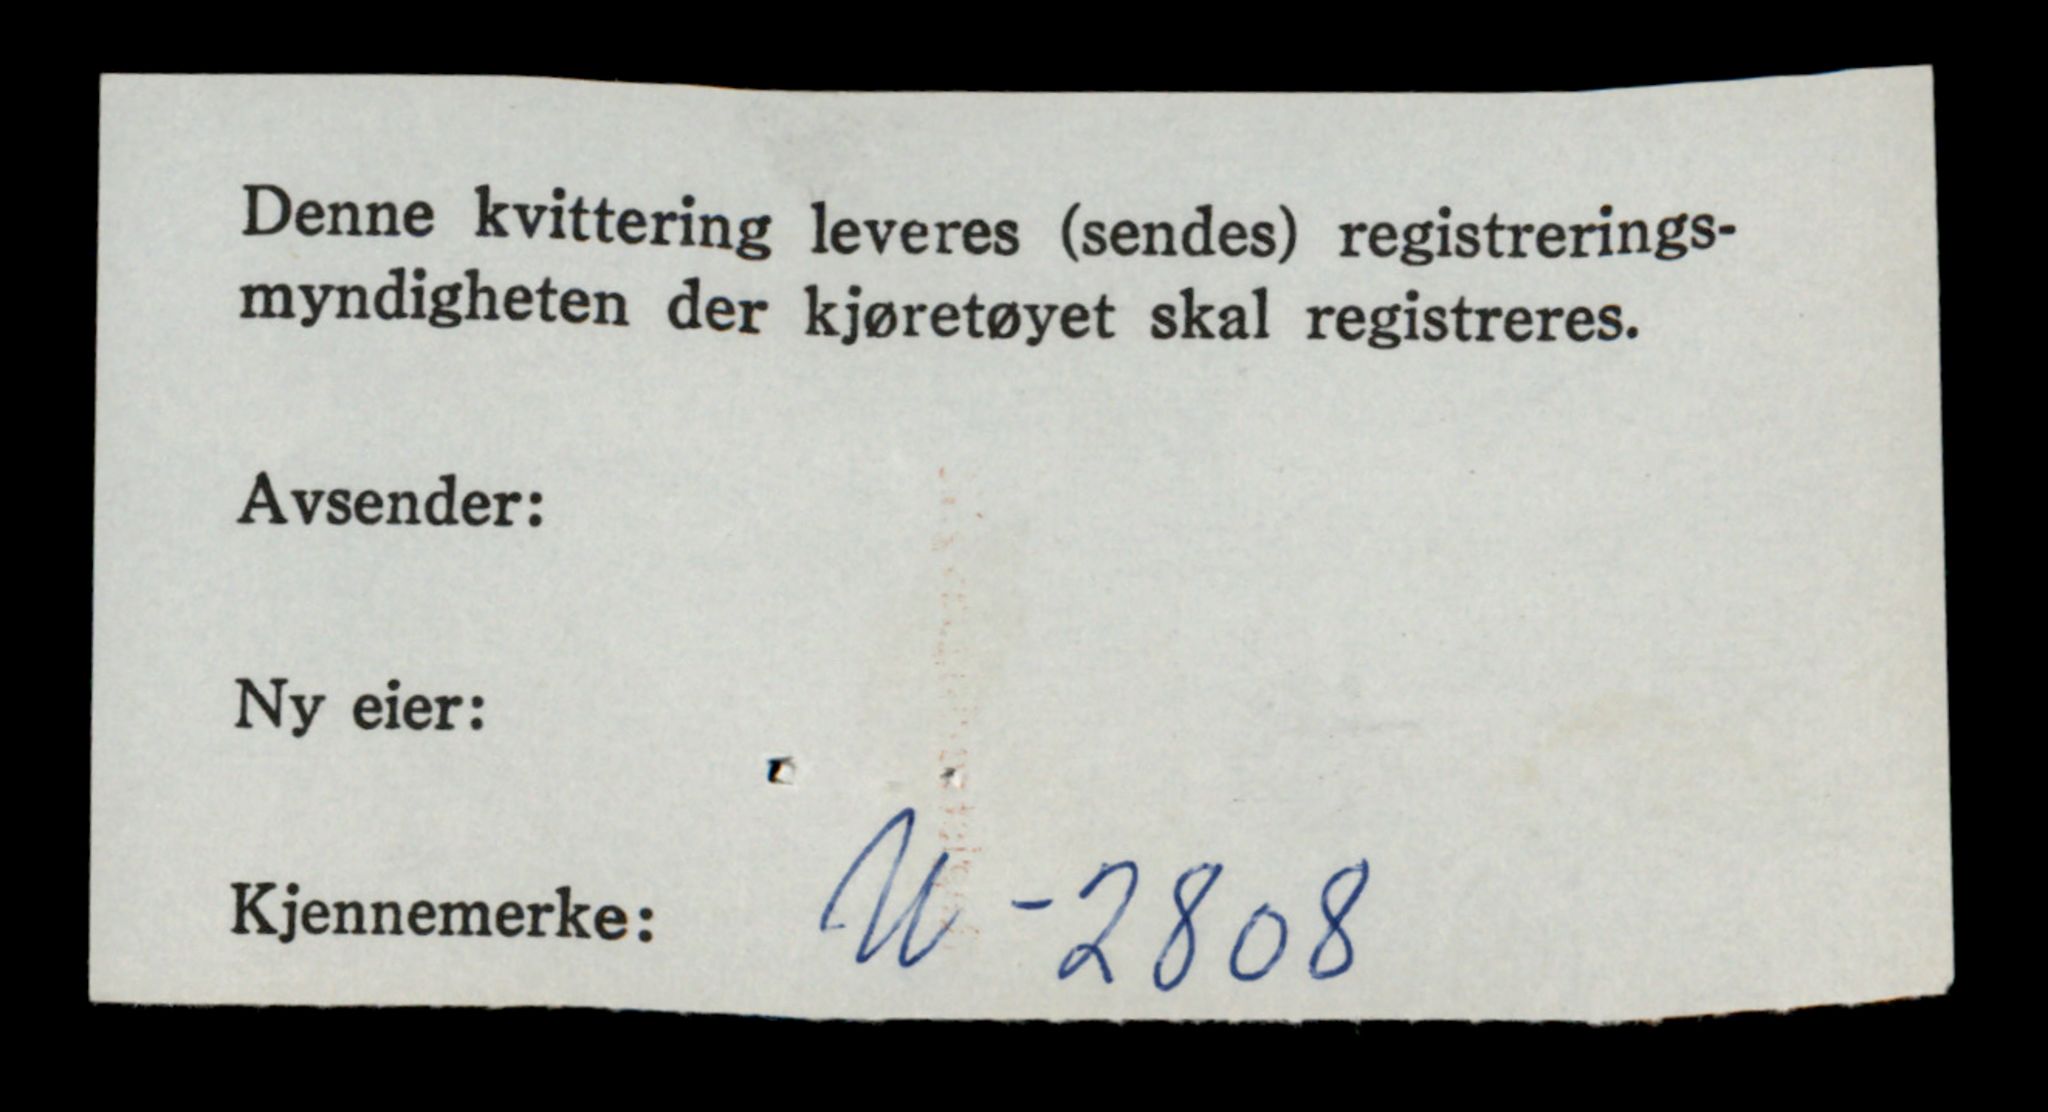 Denne kvittering leveres (sendes) registrerings-
myndigheten der kjøretøyet skal registreres.
Avsender:
Ny eier:
Kjennemerke: U-2808